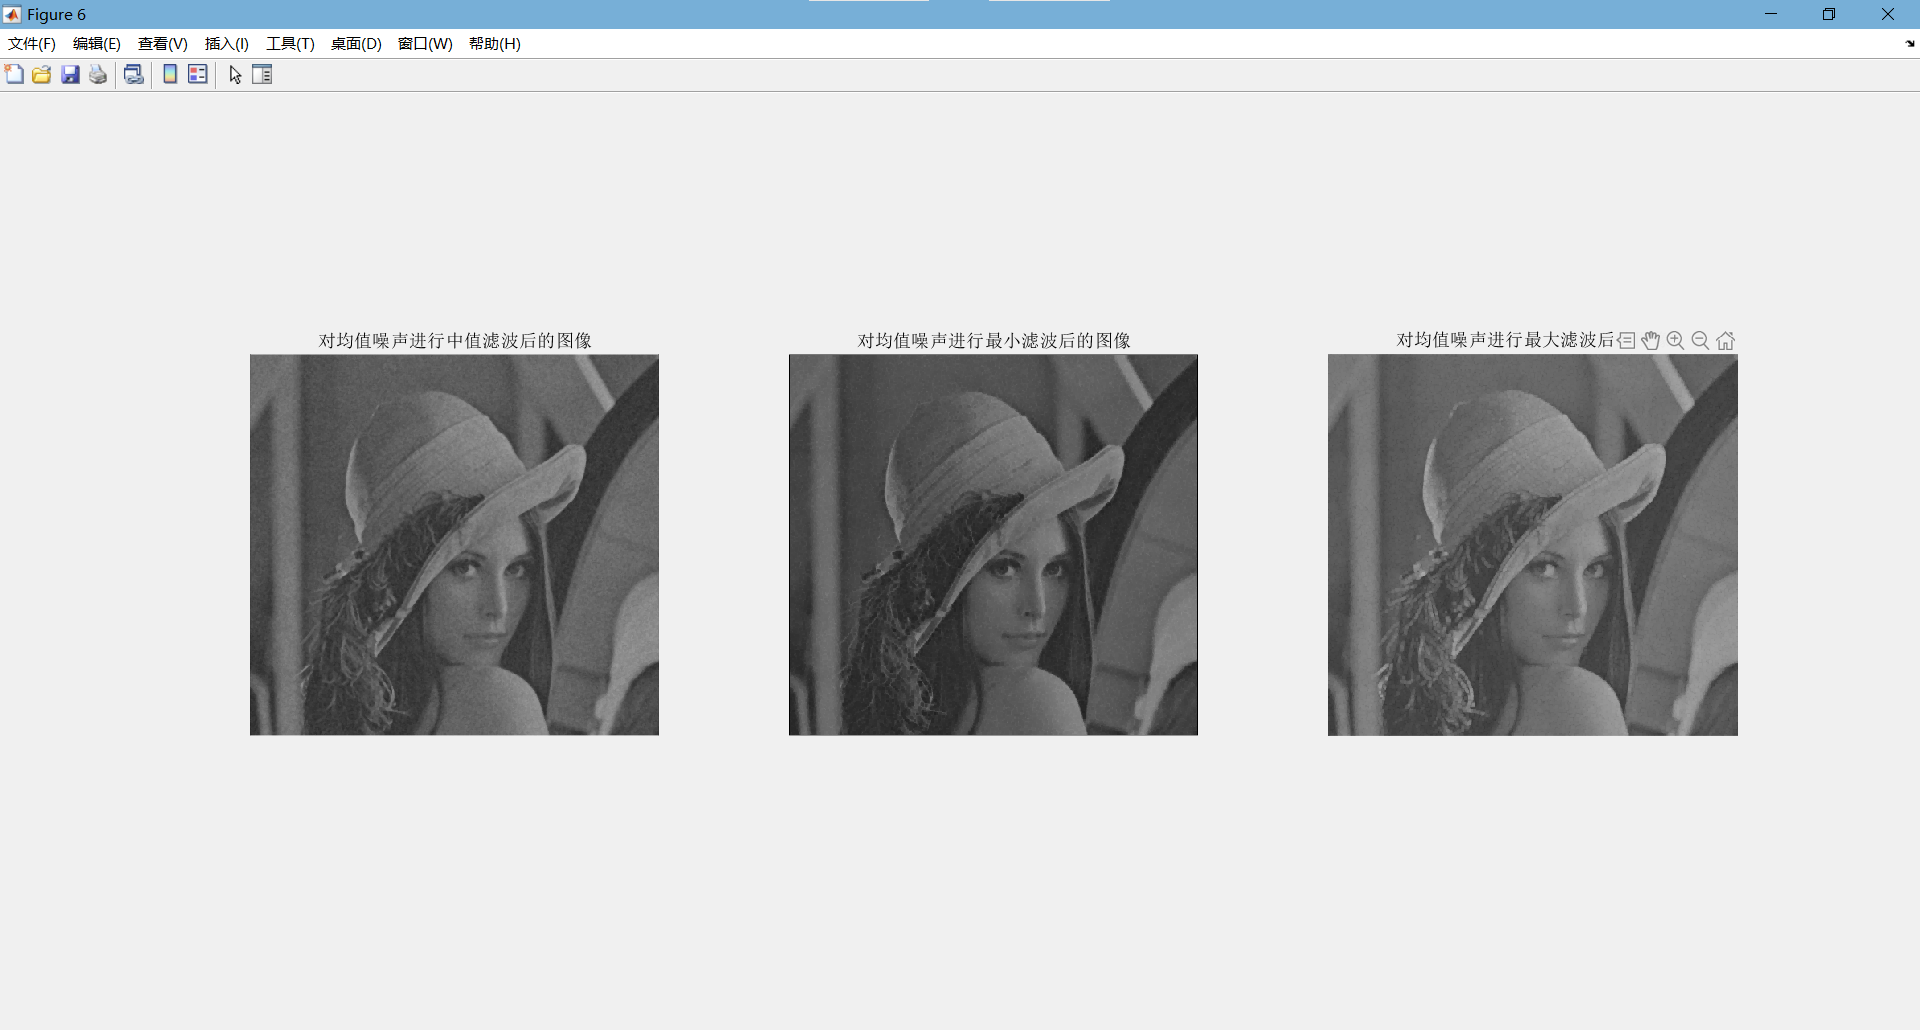 Figure 6
文件(F) 编辑(E) 查看(V) 插入(I) 工具(T) 桌面(D) 窗口(W) 帮助(H)
对均值噪声进行中值滤波后的图像
对均值噪声进行最小滤波后的图像
对均值噪声进行最大滤波后